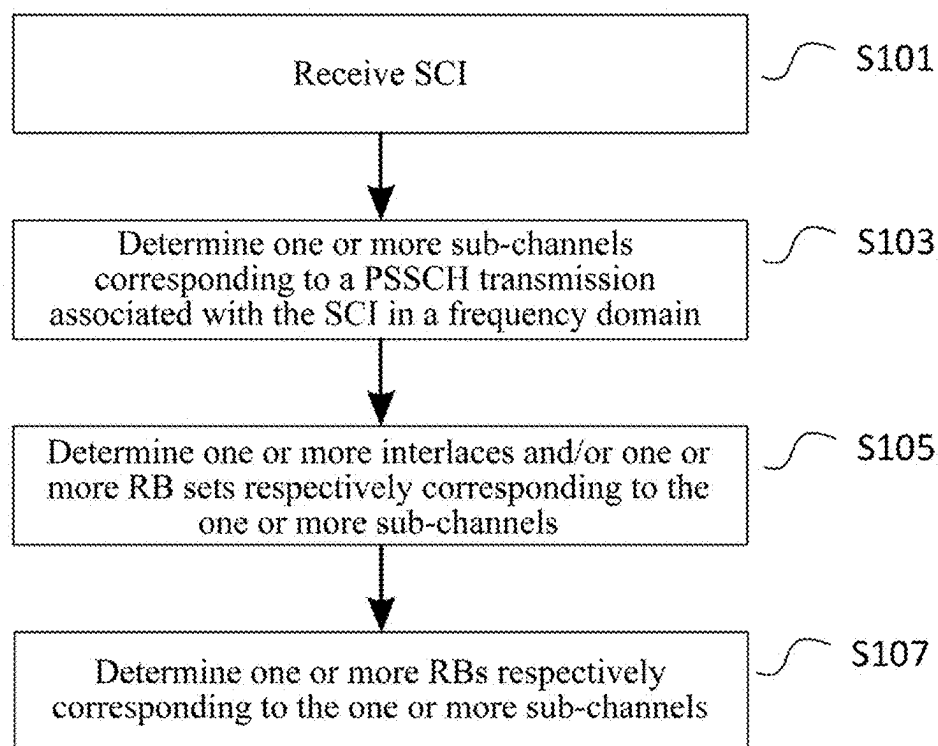 Receive SCI
S101
Determine one or more sub-channels
corresponding to a PSSCH transmission
associated with the SCI in a frequency domain
S103
Determine one or more interlaces and/or one or
more RB sets respectively corresponding to the
one or more sub-channels
S105
Determine one or more RBs respectively
corresponding to the one or more sub-channels
S107